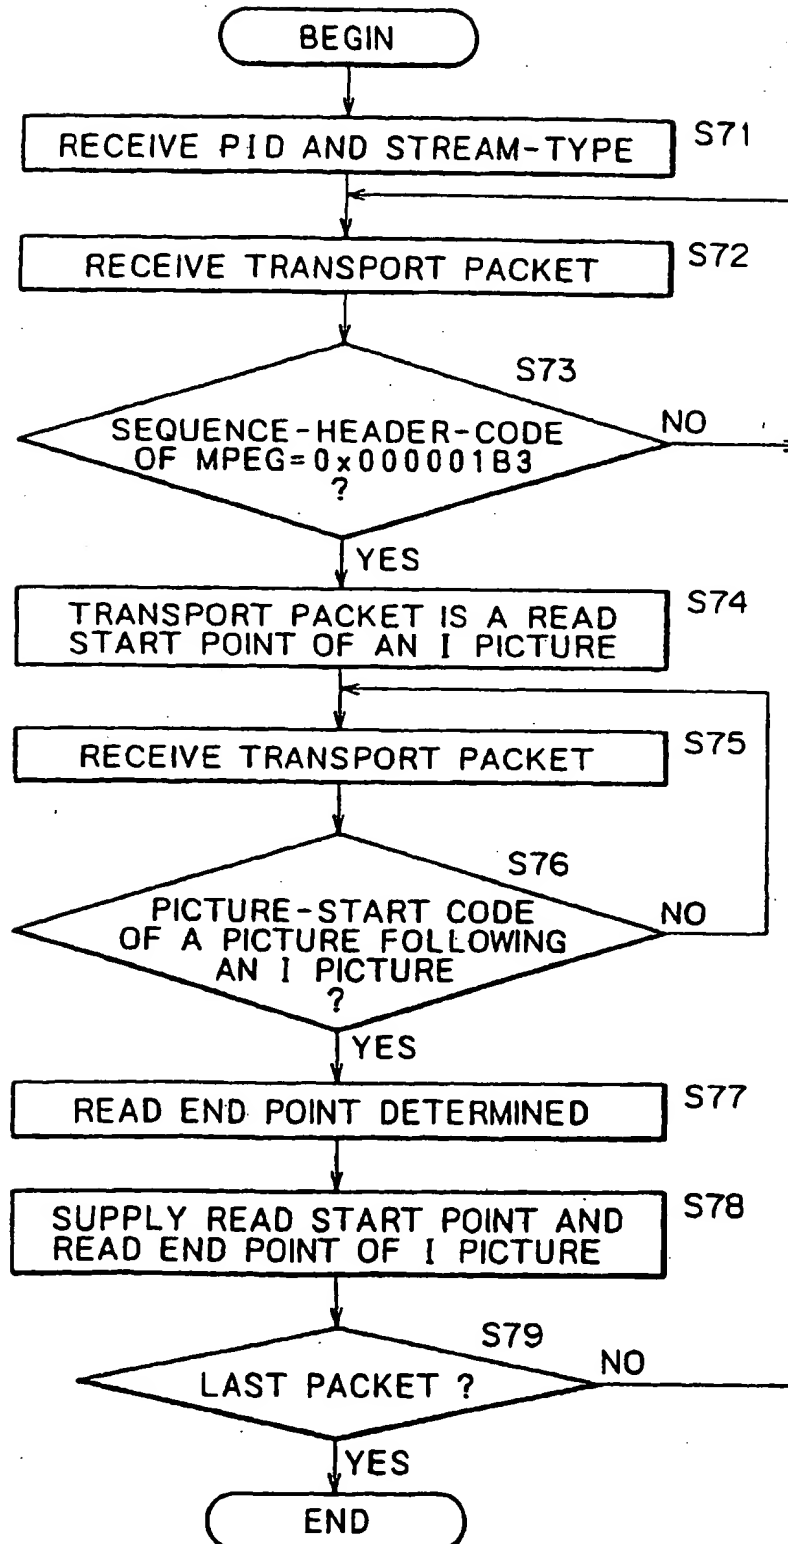 BEGIN
RECEIVE PID AND STREAM-TYPE
S71
RECEIVE TRANSPORT PACKET
S72
S73
SEQUENCE-HEADER-CODE
OF MPEG=0x000001B3
?
NO
YES
TRANSPORT PACKET IS A READ
START POINT OF AN I PICTURE
S74
RECEIVE TRANSPORT PACKET
S75
S76
PICTURE-START CODE
OF A PICTURE FOLLOWING
AN I PICTURE
?
NO
YES
READ END POINT DETERMINED
S77
SUPPLY READ START POINT AND
READ END POINT OF I PICTURE
S78
S79
LAST PACKET ?
NO
YES
END